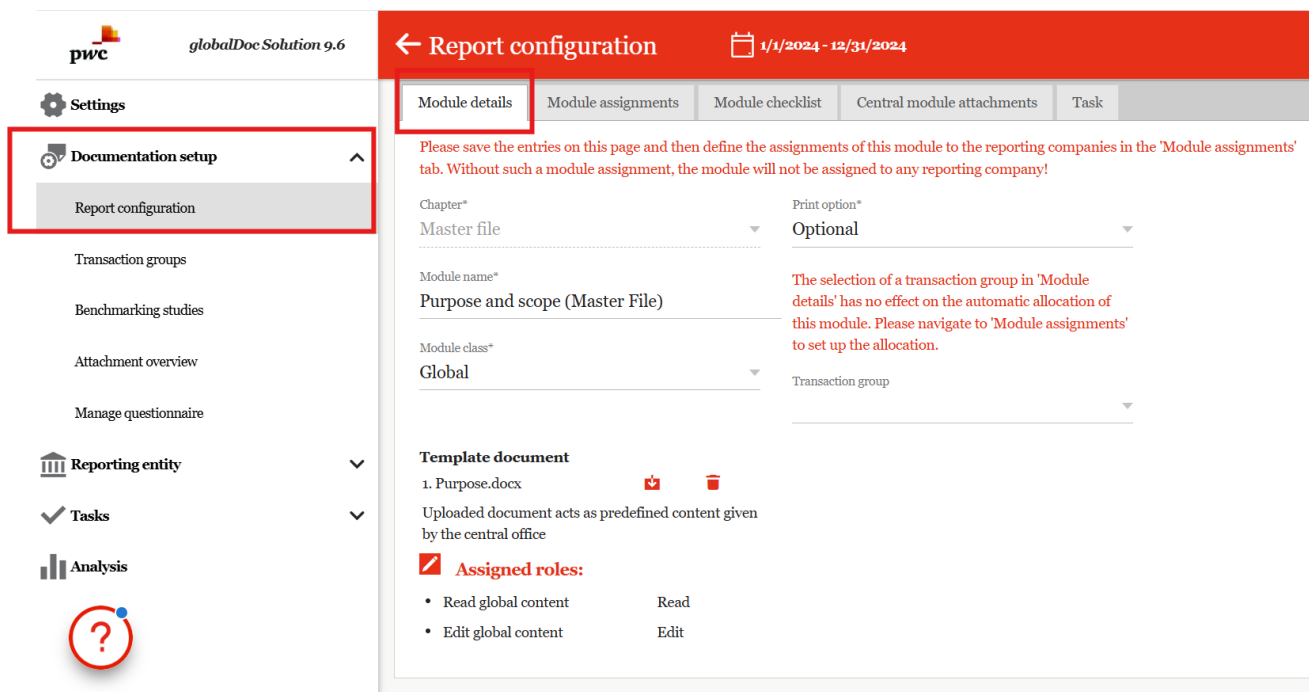 pwc
globalDoc Solution 9.6
Report configuration
1/1/2024 - 12/31/2024
Settings
Documentation setup
Report configuration
Transaction groups
Benchmarking studies
Attachment overview
Manage questionnaire
Reporting entity
Tasks
Analysis
?
Module details
Module assignments
Module checklist
Central module attachments
Task
Please save the entries on this page and then define the assignments of this module to the reporting companies in the 'Module assignments'
tab. Without such a module assignment, the module will not be assigned to any reporting company!
Chapter*
Master file
Print option*
Optional
Module name*
Purpose and scope (Master File)
The selection of a transaction group in 'Module
details' has no effect on the automatic allocation of
this module. Please navigate to 'Module assignments'
to set up the allocation.
Module class*
Global
Transaction group
Template document
1. Purpose.docx
Uploaded document acts as predefined content given
by the central office
Assigned roles:
• Read global content Read
• Edit global content Edit